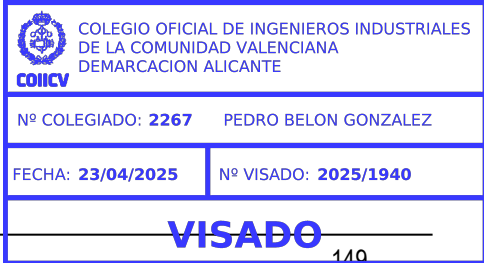 COLEGIO OFICIAL DE INGENIEROS INDUSTRIALES
DE LA COMUNIDAD VALENCIANA
DEMARCACION ALICANTE
COIICV
Nº COLEGIADO: 2267 PEDRO BELON GONZALEZ
FECHA: 23/04/2025 Nº VISADO: 2025/1940
VISADO
149